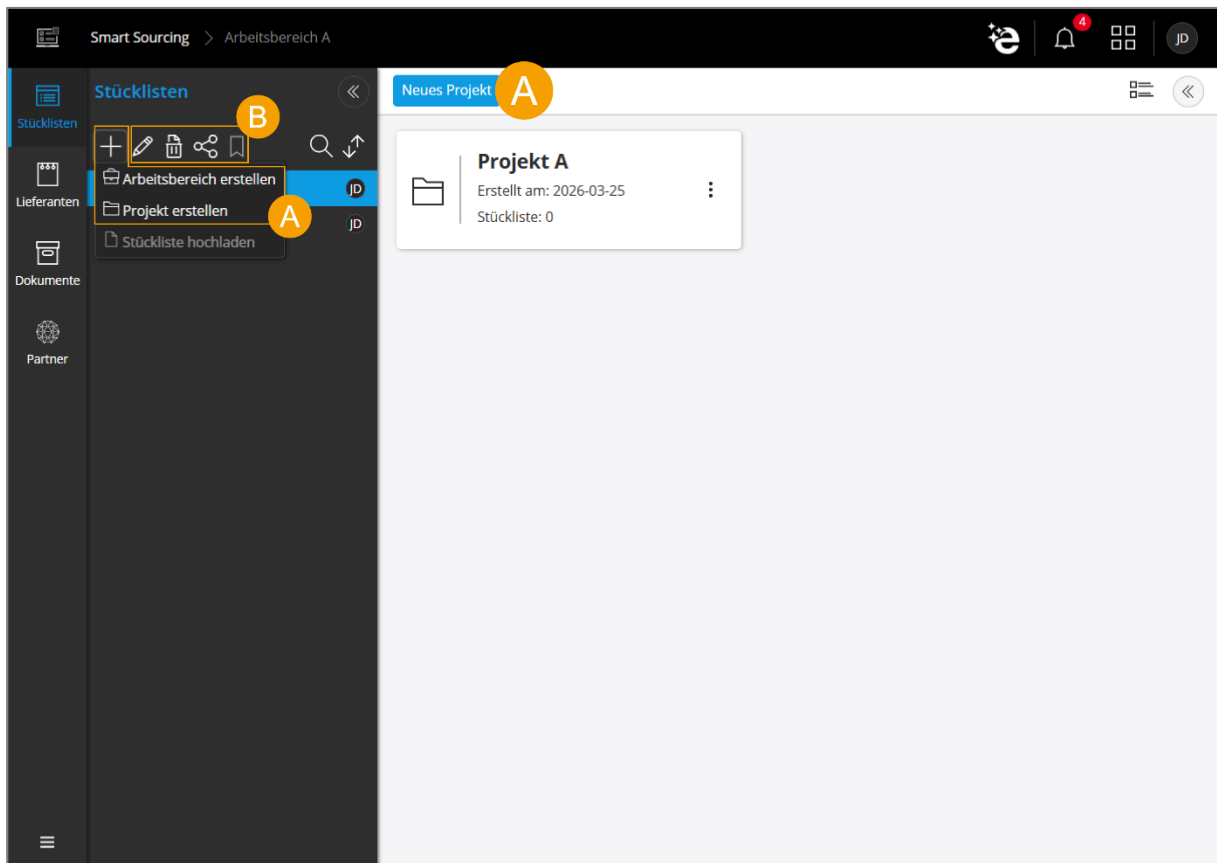 Smart Sourcing > Arbeitsbereich A
4
JD
Stücklisten
Stücklisten
Lieferanten
Dokumente
Partner
B
Arbeitsbereich erstellen
JD
Projekt erstellen
A
JD
Stückliste hochladen
Neues Projekt
A
Projekt A
Erstellt am: 2026-03-25
Stückliste: 0